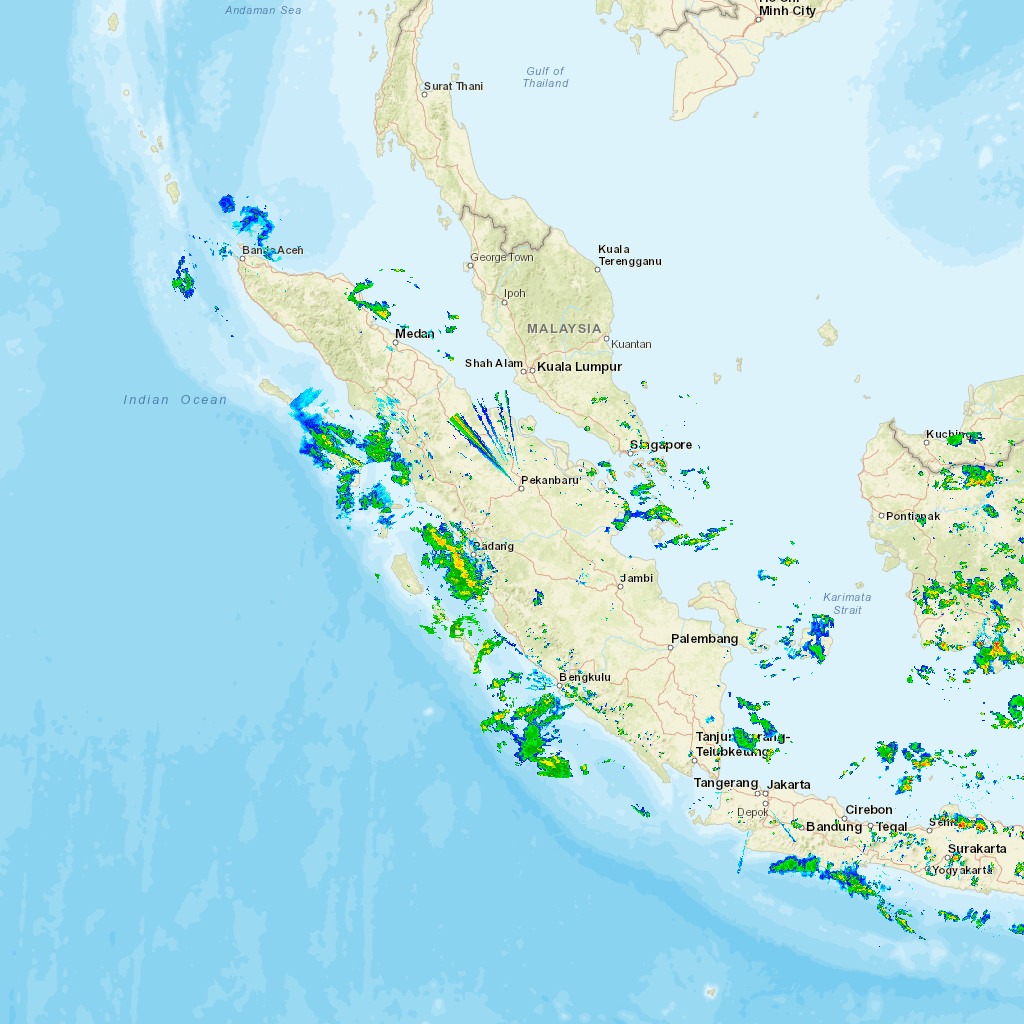 Andaman Sea
Minh City
Gulf of
Thailand
Surat Thani
Banda Aceh
George Town
Kuala
Terengganu
Ipoh
MALAYSIA
Medan
Kuantan
Shah Alam
Kuala Lumpur
Indian Ocean
Singapore
Kuching
Pekanbaru
Pontianak
Padang
Jambi
Karimata
Strait
Palembang
Bengkulu
Tanjungkarang-
Telubketung
Tangerang
Jakarta
Depok
Cirebon
Bandung
Tegal
Surakarta
Yogyakarta